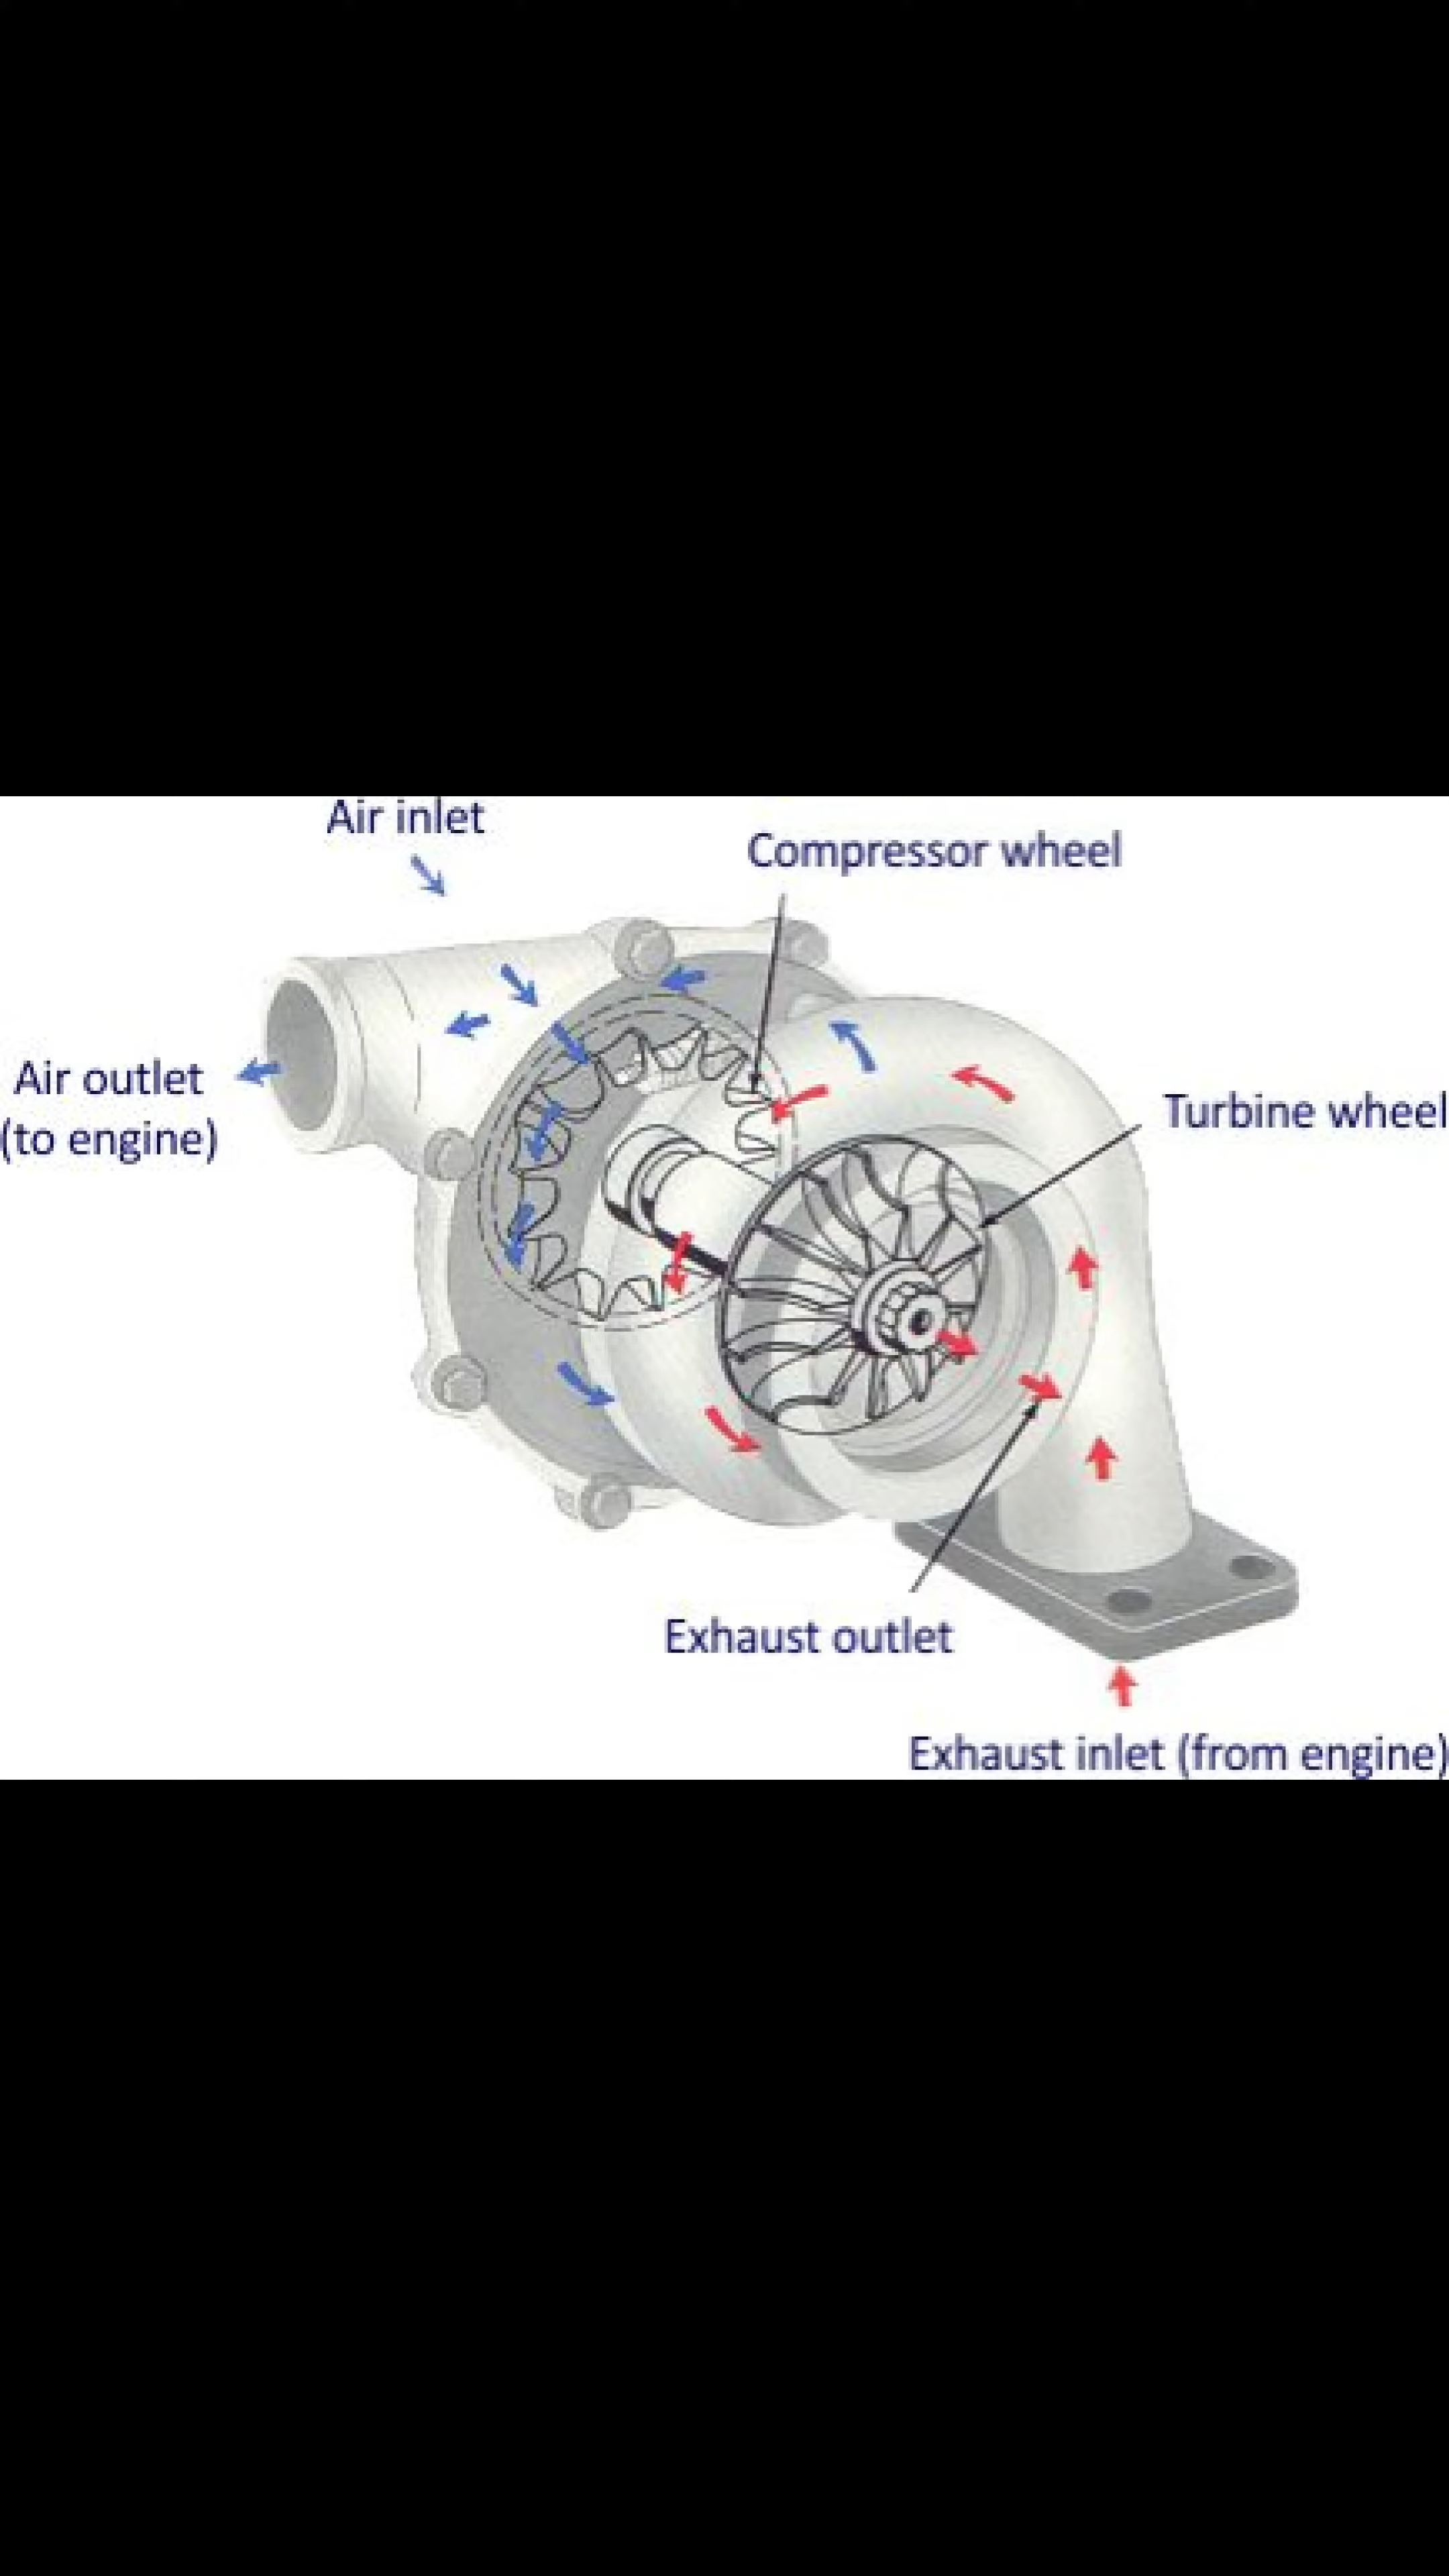 Air inlet
Compressor wheel
Air outlet
(to engine)
Turbine wheel
Exhaust outlet
Exhaust inlet (from engine)